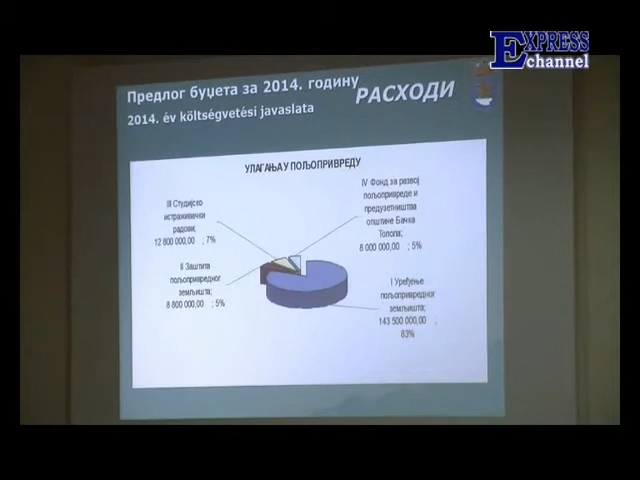 EXPRESS
channel
Предлог буџета за 2014. годину
РАСХОДИ
2014. év költségvetési javaslata
УЛАГАЊА У ПОЉОПРИВРЕДУ
III Студијско
истраживачки
радови;
12 800 000,00 ; 7%
IV Фонд за развој
пољопривреде и
предузетништва
општине Бачка
Топола;
8 000 000,00 ; 5%
II Заштита
пољопривредног
земљишта;
8 800 000,00 ; 5%
I Уређење
пољопривредног
земљишта;
143 500 000,00 ;
83%